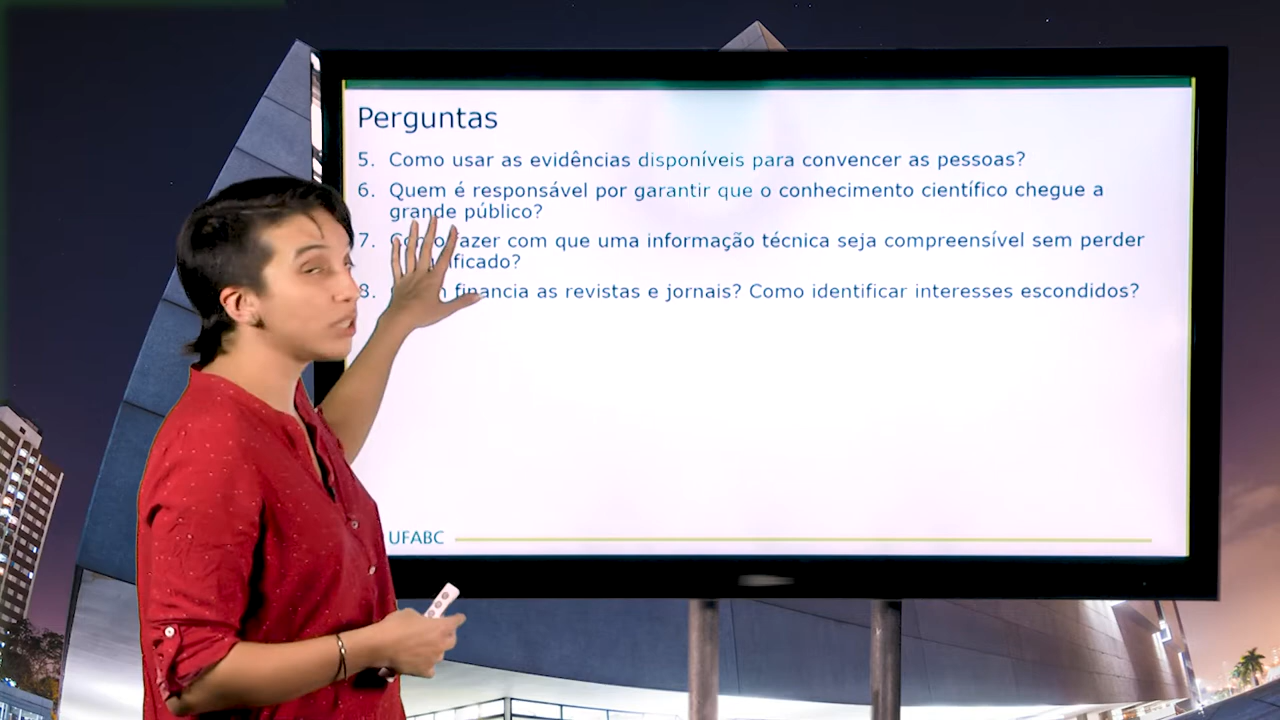 Perguntas
5. Como usar as evidências disponíveis para convencer as pessoas?
6. Quem é responsável por garantir que o conhecimento científico chegue a
grande público?
7. fazer com que uma informação técnica seja compreensível sem perder
8. financia as revistas e jornais? Como identificar interesses escondidos?
UFABC